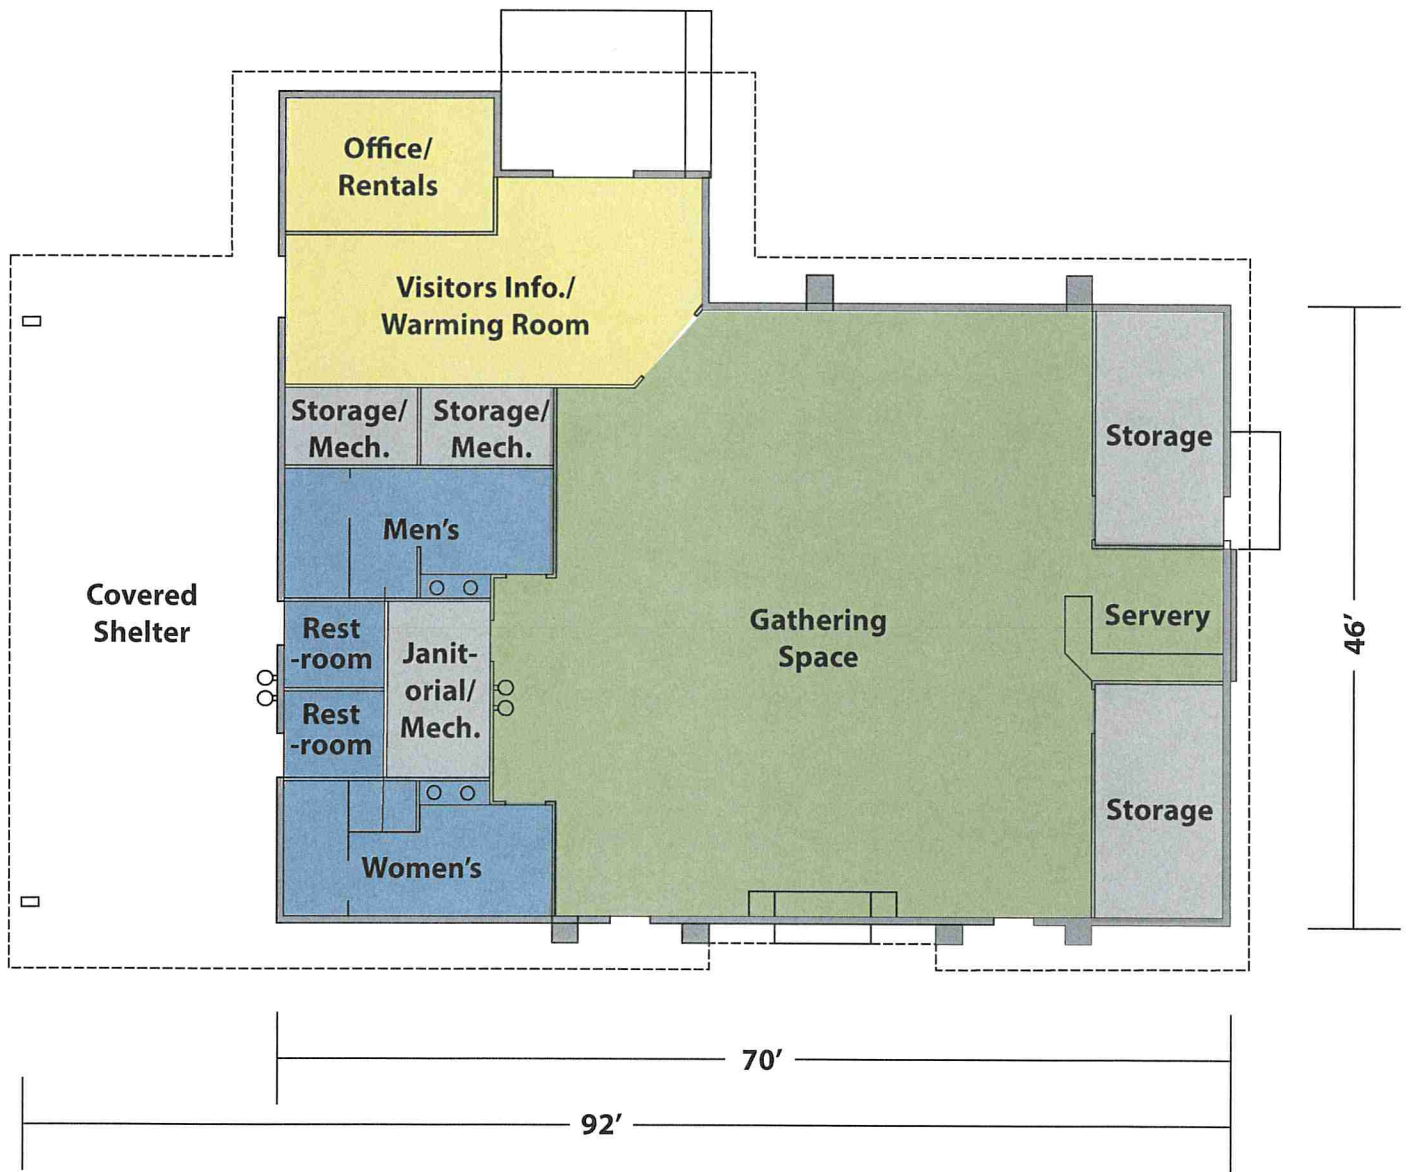 Office/
Rentals
Visitors Info./
Warming Room
Storage/
Mech.
Storage/
Mech.
Storage
Men's
Covered
Shelter
Rest
-room
Janit-
orial/
Mech.
Gathering
Space
Servery
46'
Rest
-room
Storage
Women's
70'
92'